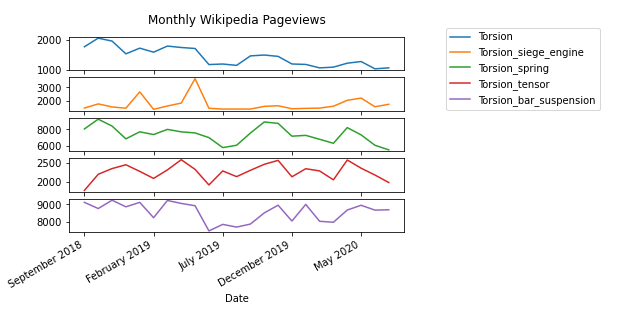 Monthly Wikipedia Pageviews
2000
1000
3000
2000
8000
6000
2500
2000
9000
8000
September 2018
February 2019
July 2019
December 2019
May 2020
Date
Torsion
Torsion_siege_engine
Torsion_spring
Torsion_tensor
Torsion_bar_suspension